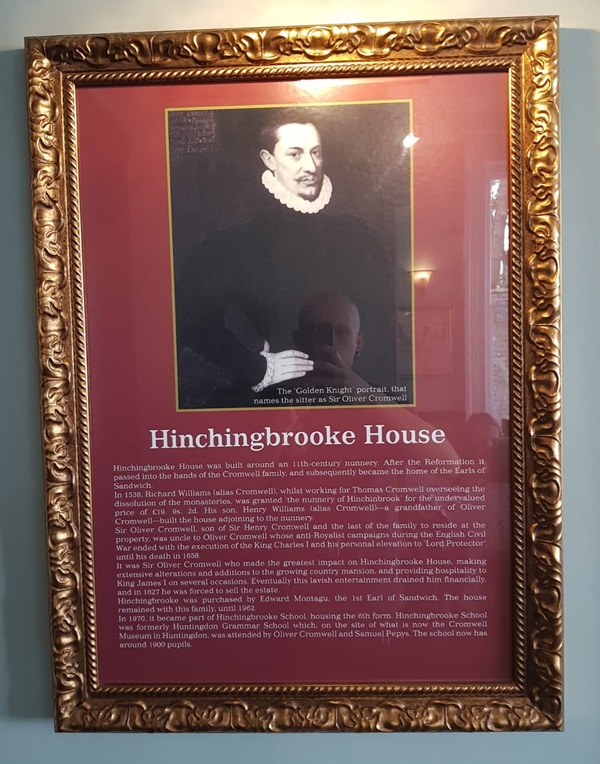 The 'Golden Knight' portrait, that
names the sitter as Sir Oliver Cromwell
Hinchingbrooke House
Hinchingbrooke House was built around an 11th-century nunnery. After the Reformation it
passed into the hands of the Cromwell family, and subsequently became the home of the Earls of
Sandwich.
In 1538, Richard Williams (alias Cromwell), whilst working for Thomas Cromwell overseeing the
dissolution of the monasteries, was granted 'the nunnery of Hinchinbrook' for the undervalued
price of £19. 9s. 2d. His son, Henry Williams (alias Cromwell)—a grandfather of Oliver
Cromwell—built the house adjoining to the nunnery.
Sir Oliver Cromwell, son of Sir Henry Cromwell and the last of the family to reside at the
property, was uncle to Oliver Cromwell whose anti-Royalist campaigns during the English Civil
War ended with the execution of the King Charles I and his personal elevation to 'Lord Protector'
until his death in 1658.
It was Sir Oliver Cromwell who made the greatest impact on Hinchingbrooke House, making
extensive alterations and additions to the growing country mansion, and providing hospitality to
King James I on several occasions. Eventually this lavish entertainment drained him financially,
and in 1627 he was forced to sell the estate.
Hinchingbrooke was purchased by Edward Montagu, the 1st Earl of Sandwich. The house
remained with this family, until 1962.
In 1970, it became part of Hinchingbrooke School, housing the 6th form. Hinchingbrooke School
was formerly Huntingdon Grammar School which, on the site of what is now the Cromwell
Museum in Huntingdon, was attended by Oliver Cromwell and Samuel Pepys. The school now has
around 1900 pupils.